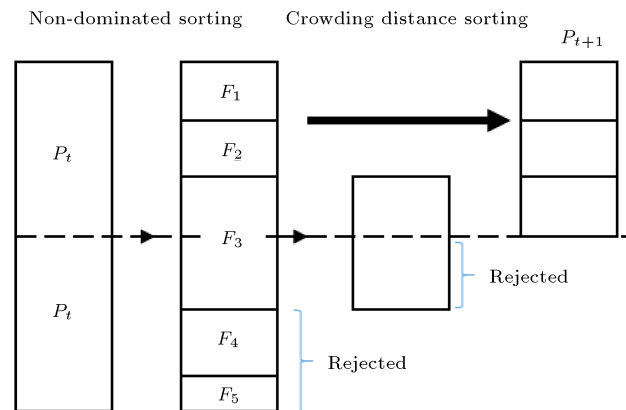 Non-dominated sorting
Crowding distance sorting
P_{t+1}
F_1
P_t
F_2
F_3
Rejected
P_t
F_4
Rejected
F_5